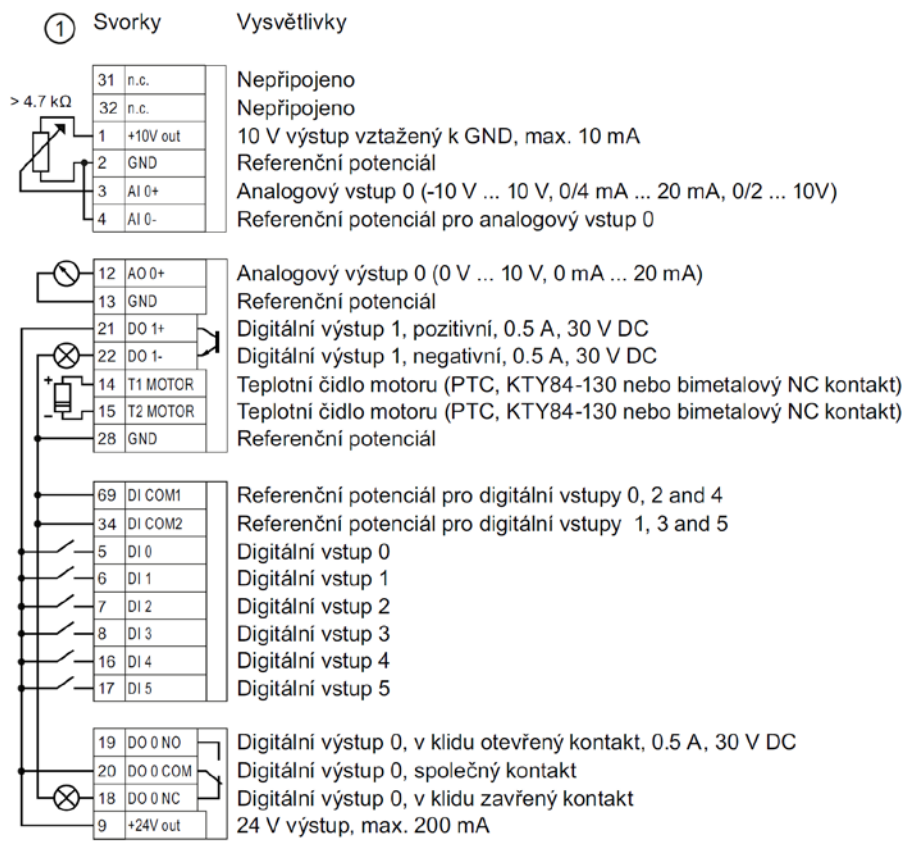 1 Svorky Vysvětlivky
31 n.c. Nepřipojeno
> 4.7 kΩ
32 n.c. Nepřipojeno
1 +10V out 10 V výstup vztažený k GND, max. 10 mA
2 GND Referenční potenciál
3 AI 0+ Analogový vstup 0 (-10 V ... 10 V, 0/4 mA ... 20 mA, 0/2 ... 10V)
4 AI 0- Referenční potenciál pro analogový vstup 0
12 AO 0+ Analogový výstup 0 (0 V ... 10 V, 0 mA ... 20 mA)
13 GND Referenční potenciál
21 DO 1+ Digitální výstup 1, pozitivní, 0.5 A, 30 V DC
22 DO 1- Digitální výstup 1, negativní, 0.5 A, 30 V DC
+ 14 T1 MOTOR Teplotní čidlo motoru (PTC, KTY84-130 nebo bimetalový NC kontakt)
– 15 T2 MOTOR Teplotní čidlo motoru (PTC, KTY84-130 nebo bimetalový NC kontakt)
28 GND Referenční potenciál
69 DI COM1 Referenční potenciál pro digitální vstupy 0, 2 and 4
34 DI COM2 Referenční potenciál pro digitální vstupy 1, 3 and 5
5 DI 0 Digitální vstup 0
6 DI 1 Digitální vstup 1
7 DI 2 Digitální vstup 2
8 DI 3 Digitální vstup 3
16 DI 4 Digitální vstup 4
17 DI 5 Digitální vstup 5
19 DO 0 NO Digitální výstup 0, v klidu otevřený kontakt, 0.5 A, 30 V DC
20 DO 0 COM Digitální výstup 0, společný kontakt
18 DO 0 NC Digitální výstup 0, v klidu zavřený kontakt
9 +24V out 24 V výstup, max. 200 mA